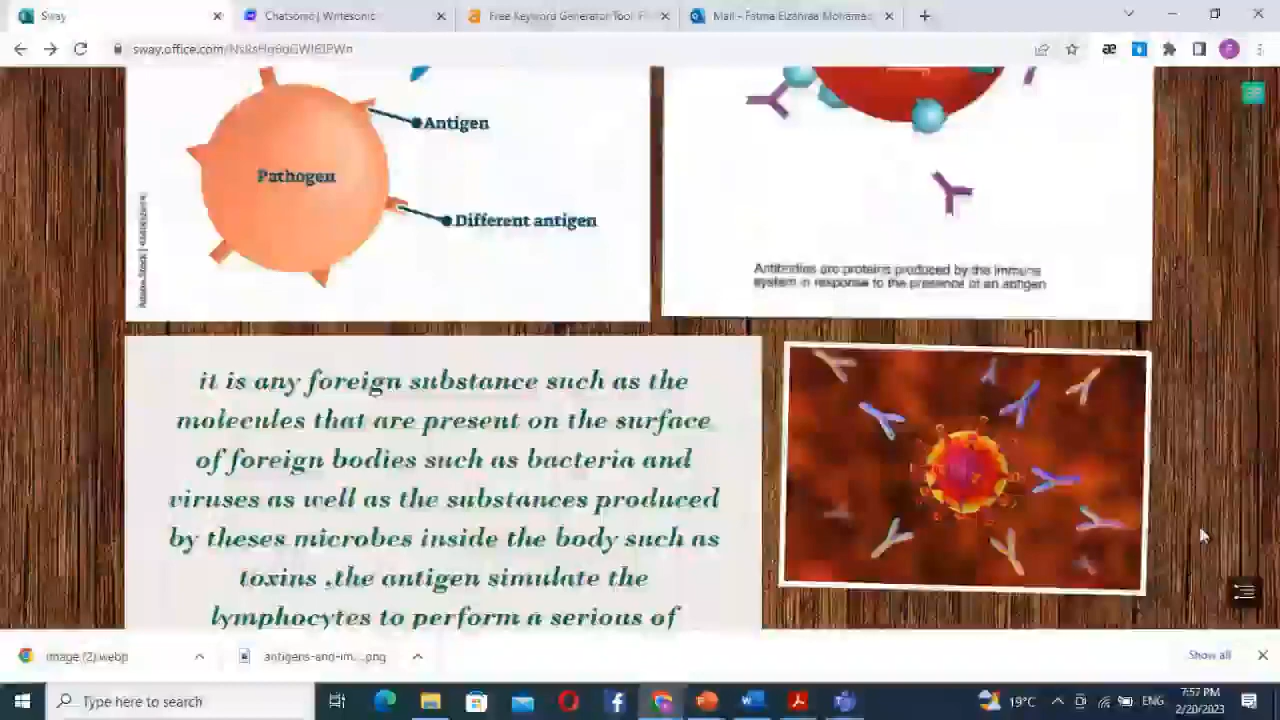 Sway
Chatsonic | Writesonic
Free Keyword Generator Tool: Fi
Mail - Fatma Elzahraa Mohamed
Antigen
Pathogen
Different antigen
Adobe Stock |
Antibodies are proteins produced by the immune
system in response to the presence of an antigen
it is any foreign substance such as the
molecules that are present on the surface
of foreign bodies such as bacteria and
viruses as well as the substances produced
by theses microbes inside the body such as
toxins ,the antigen simulate the
lymphocytes to perform a serious of
image (2).webp
antigens-and-im....png
Show all
Type here to search
19°C
ENG
7:57 PM
2/20/2023